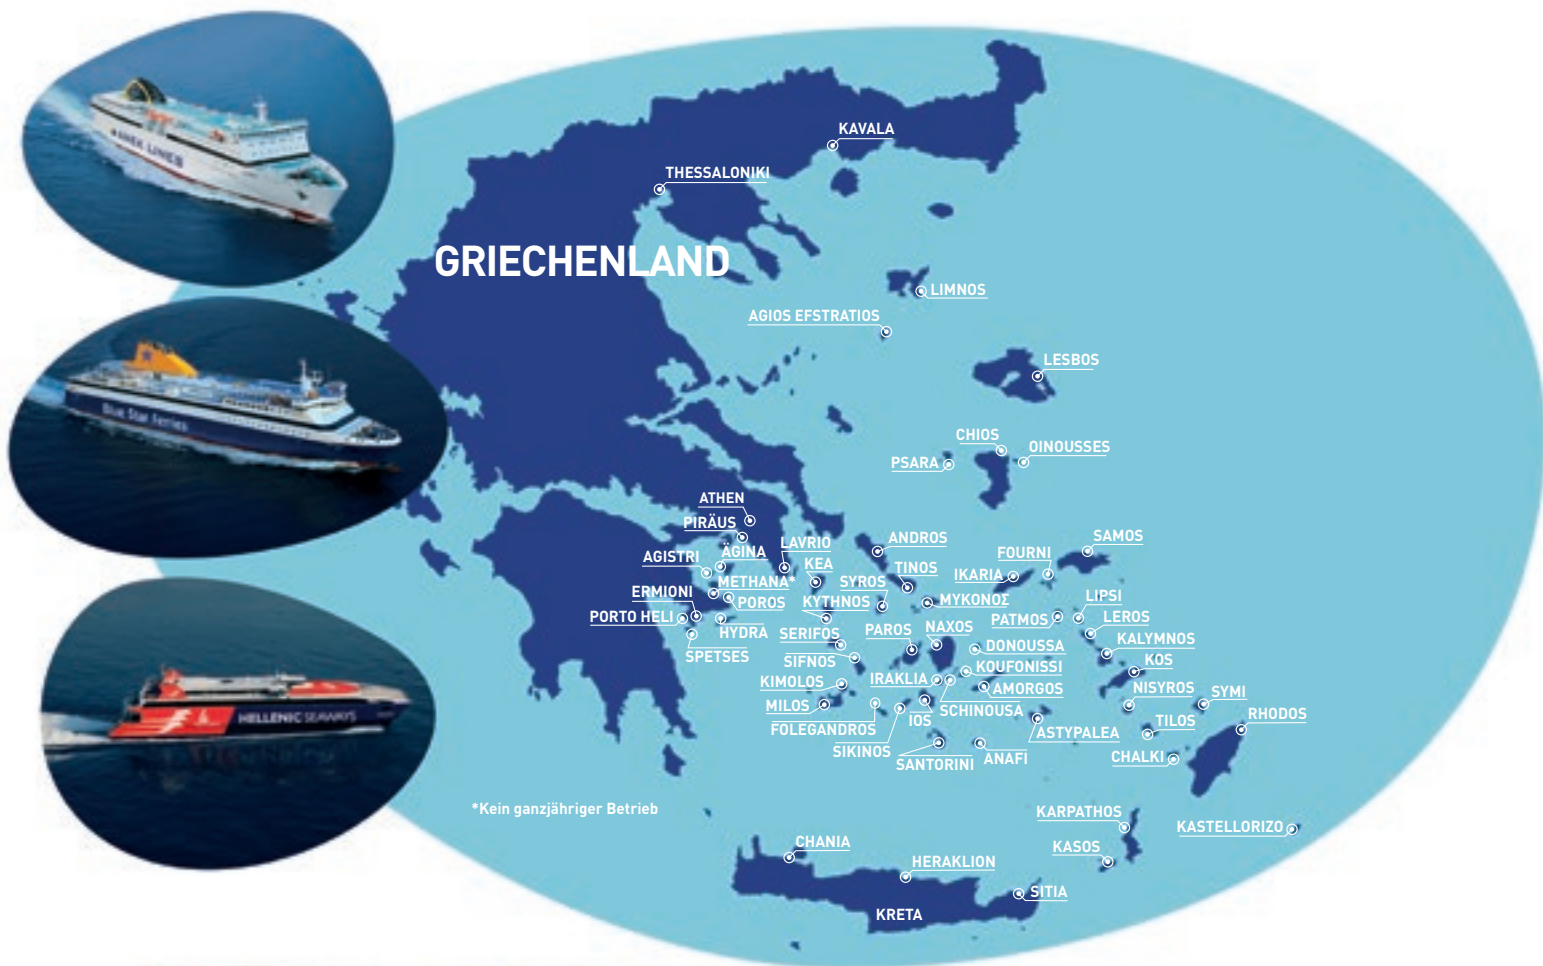 KAVALA
THESSALONIKI
ANEK LINES
GRIECHENLAND
LIMNOS
AGIOS EFSTRATIOS
LESBOS
Blue Star Ferries
CHIOS
OINOUSSES
PSARA
ATHEN
PIRÄUS
ANDROS
SAMOS
LAVRIO
FOURNI
AGISTRI
ÄGINA
KEA
TINOS
IKARIA
METHANA*
SYROS
ERMIONI
POROS
KYTHNOS
MYKONOΣ
LIPSI
PORTO HELI
PATMOS
LEROS
HYDRA
SERIFOS
PAROS
NAXOS
DONOUSSA
KALYMNOS
SPETSES
SIFNOS
KOUFONISSI
KOS
KIMOLOS
IRAKLIA
AMORGOS
NISYROS
SYMI
MILOS
SCHINOUSA
RHODOS
FOLEGANDROS
IOS
ASTYPALEA
TILOS
HELLENIC SEAWAYS
SIKINOS
SANTORINI
ANAFI
CHALKI
*Kein ganzjähriger Betrieb
KARPATHOS
KASTELLORIZO
CHANIA
KASOS
HERAKLION
SITIA
KRETA